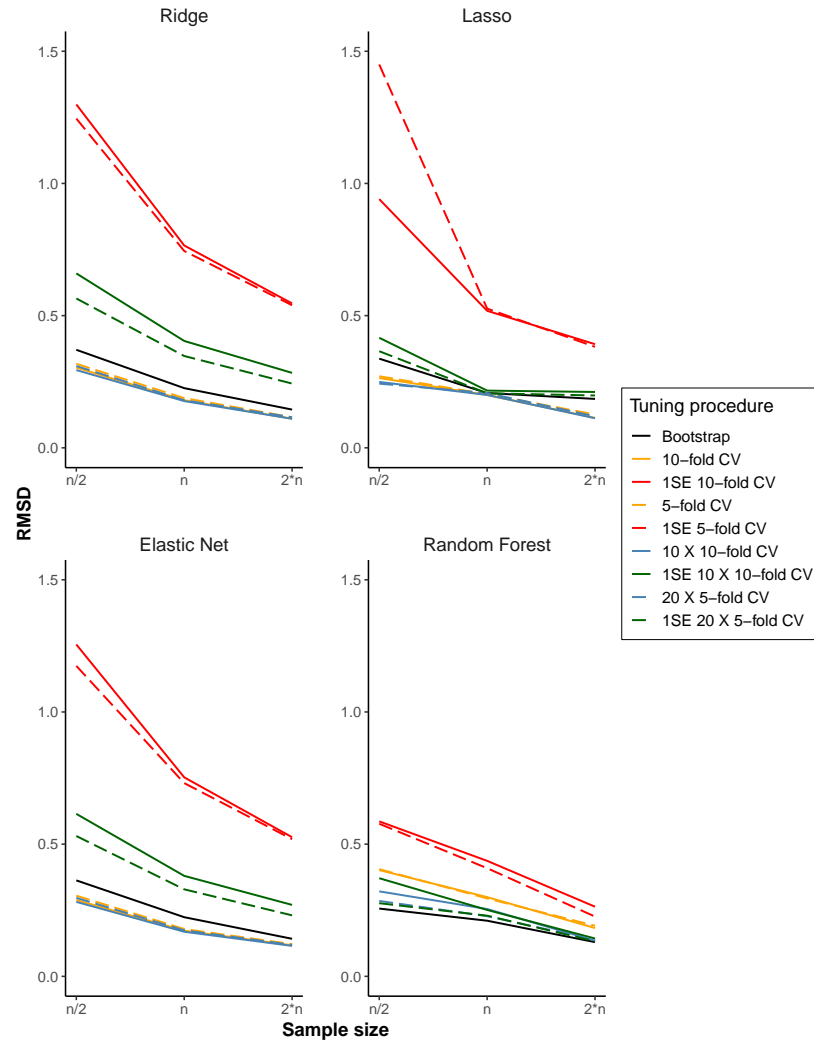 Ridge
Lasso
1.5
1.5
1.0
1.0
0.5
0.5
0.0
0.0
n/2
n
2*n
n/2
n
2*n
RMSD
Tuning procedure
Bootstrap
10−fold CV
1SE 10−fold CV
5−fold CV
1SE 5−fold CV
10 X 10−fold CV
1SE 10 X 10−fold CV
20 X 5−fold CV
1SE 20 X 5−fold CV
Elastic Net
Random Forest
1.5
1.5
1.0
1.0
0.5
0.5
0.0
0.0
n/2
n
2*n
n/2
n
2*n
Sample size